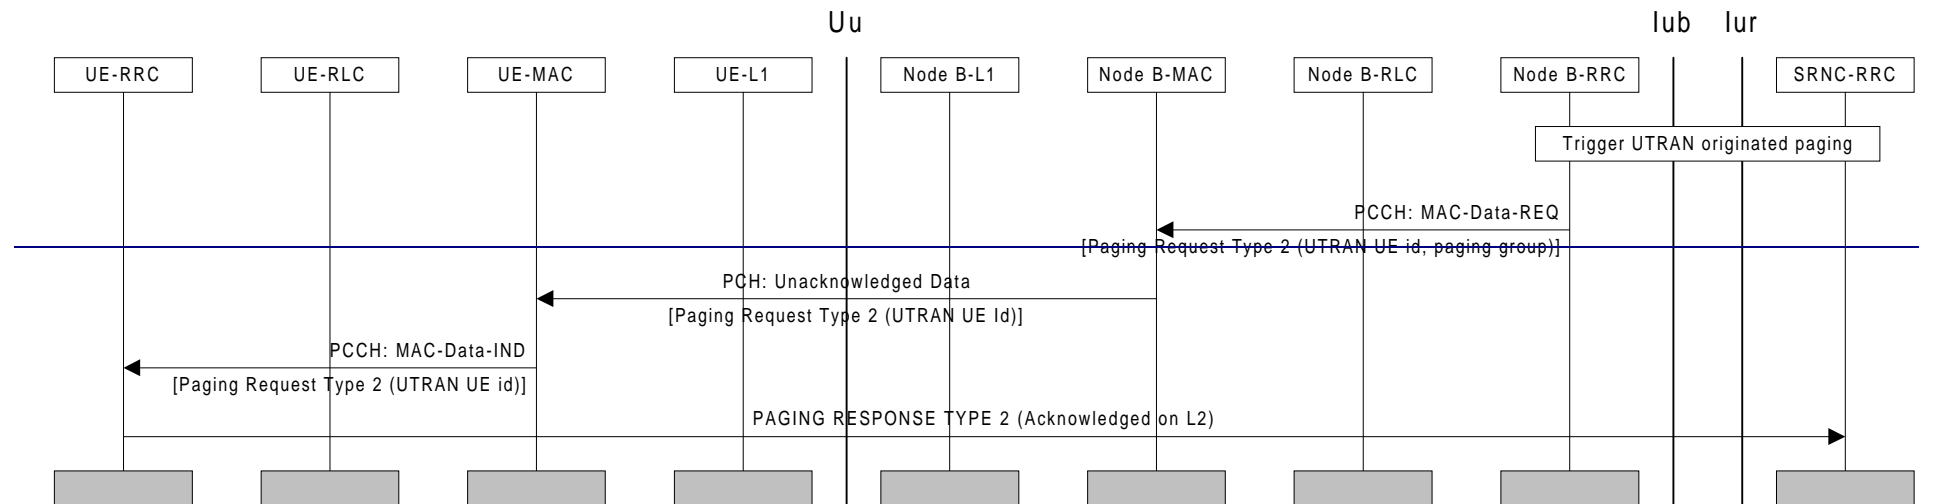 Uu
Iub Iur
UE-RRC UE-RLC UE-MAC UE-L1 Node B-L1 Node B-MAC Node B-RLC Node B-RRC SRNC-RRC
Trigger UTRAN originated paging
PCCH: MAC-Data-REQ
[Paging Request Type 2 (UTRAN UE id, paging group)]
PCH: Unacknowledged Data
[Paging Request Type 2 (UTRAN UE Id)]
PCCH: MAC-Data-IND
[Paging Request Type 2 (UTRAN UE id)]
PAGING RESPONSE TYPE 2 (Acknowledged on L2)